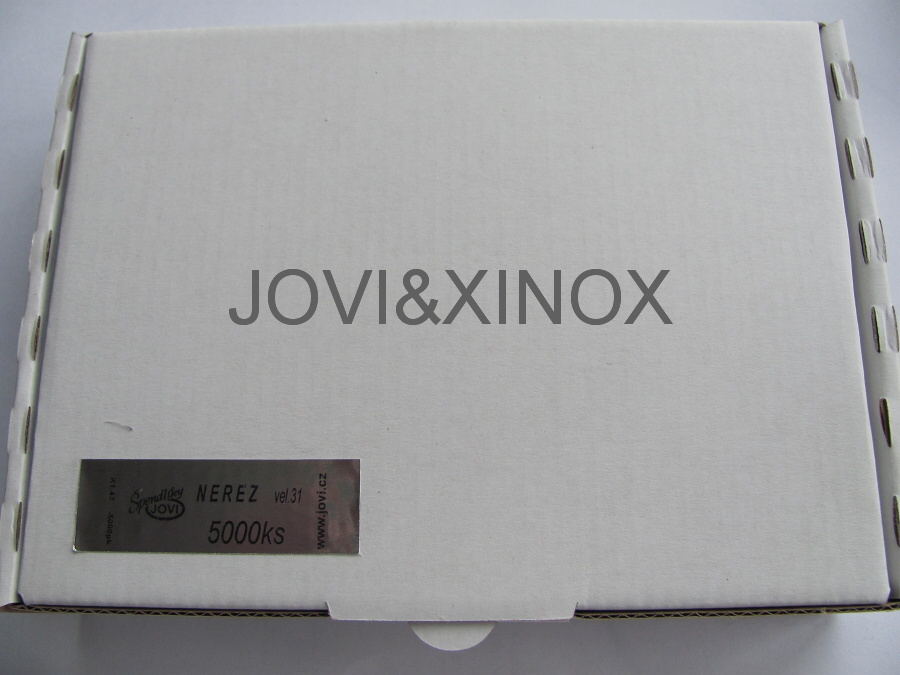 JOVI&XINOX
Špendlíky
JOVI
NEREZ vel.31
5000ks
www.jovi.cz